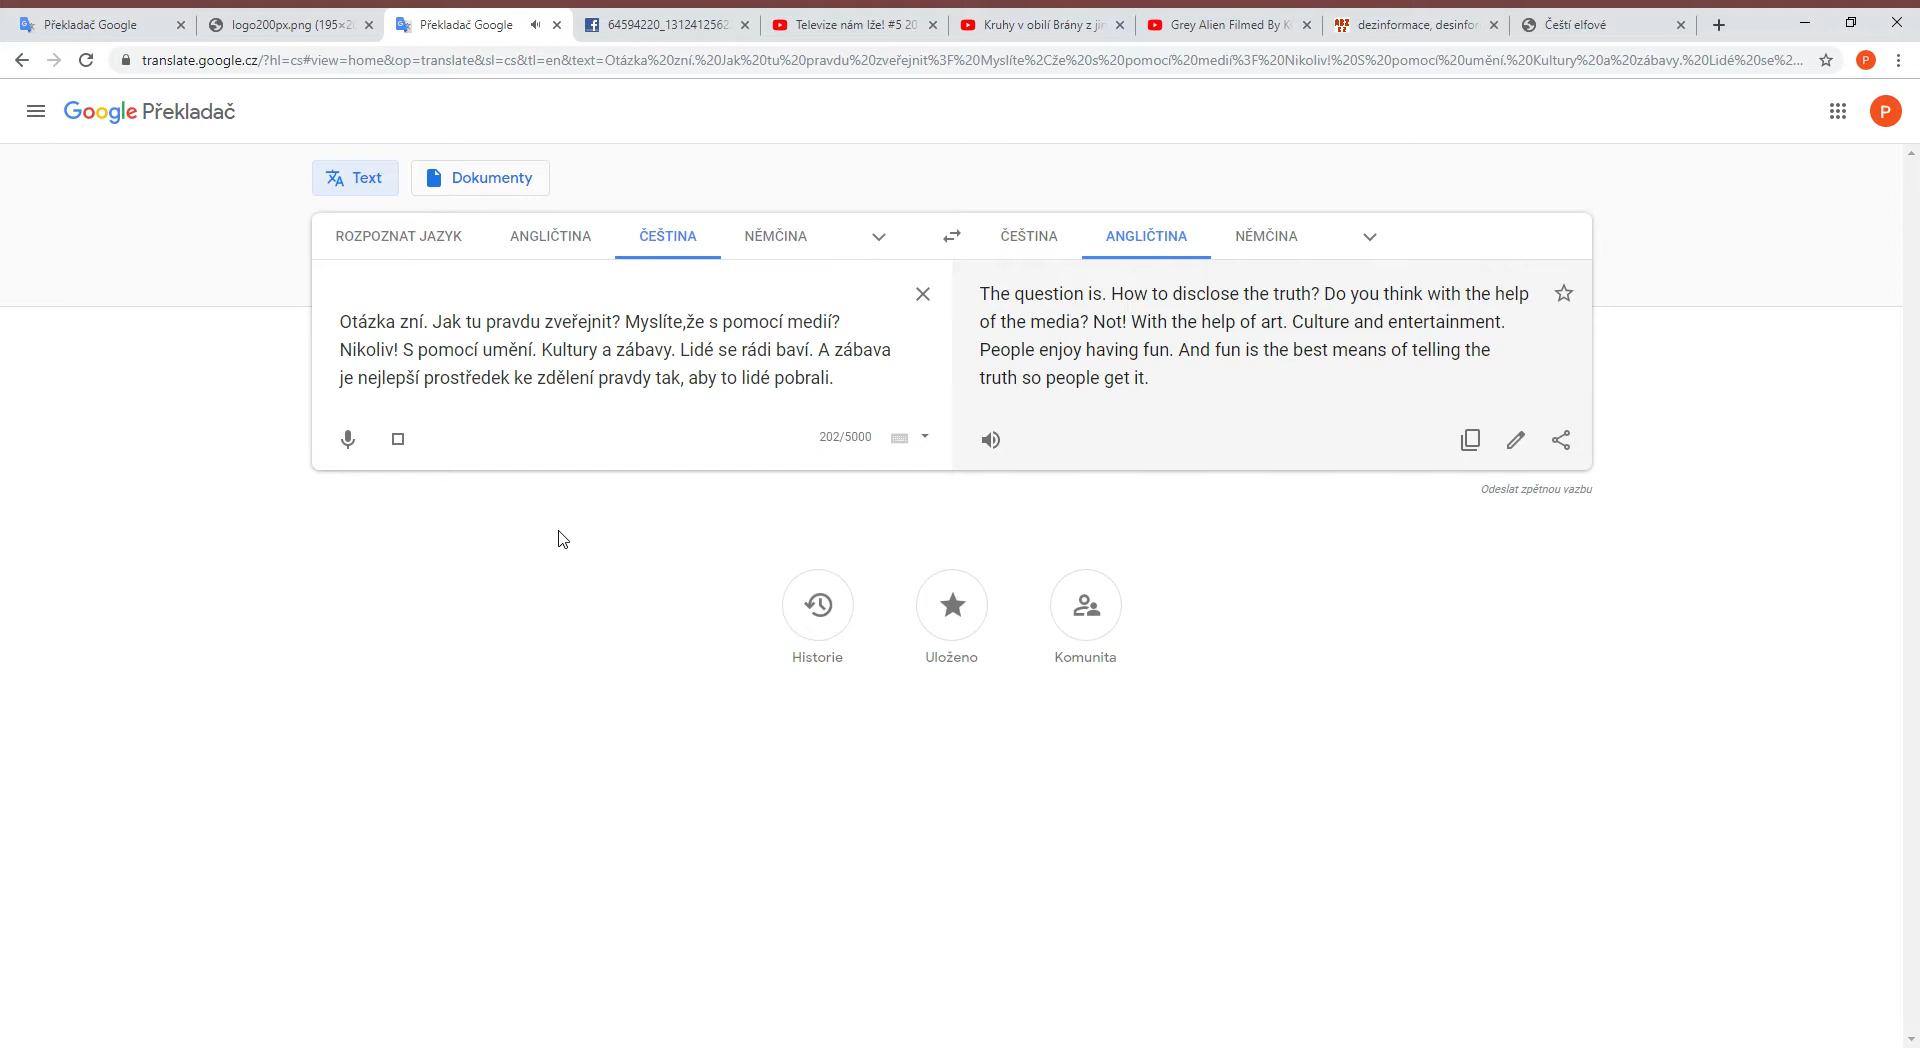 Překladač Google
logo200px.png (195×20
Překladač Google
64594220_1312412562
Televize nám lže! #5 20
Kruhy v obilí Brány z jin
Grey Alien Filmed By K
dezinformace, desinfor
Čeští elfové
translate.google.cz/?hl=cs#view=home&op=translate&sl=cs&tl=en&text=Otázka%20zní.%20Jak%20tu%20pravdu%20zveřejnit%3F%20Myslíte%2Cže%20s%20pomocí%20medií%3F%20Nikoliv!%20S%20pomocí%20umění.%20Kultury%20a%20zábavy.%20Lidé%20se%2...
P
Google Překladač
P
Text
Dokumenty
ROZPOZNAT JAZYK
ANGLIČTINA
ČEŠTINA
NĚMČINA
ČEŠTINA
ANGLIČTINA
NĚMČINA
Otázka zní. Jak tu pravdu zveřejnit? Myslíte,že s pomocí medií?
Nikoliv! S pomocí umění. Kultury a zábavy. Lidé se rádi baví. A zábava
je nejlepší prostředek ke zdělení pravdy tak, aby to lidé pobrali.
202/5000
The question is. How to disclose the truth? Do you think with the help
of the media? Not! With the help of art. Culture and entertainment.
People enjoy having fun. And fun is the best means of telling the
truth so people get it.
Odeslat zpětnou vazbu
Historie
Uloženo
Komunita